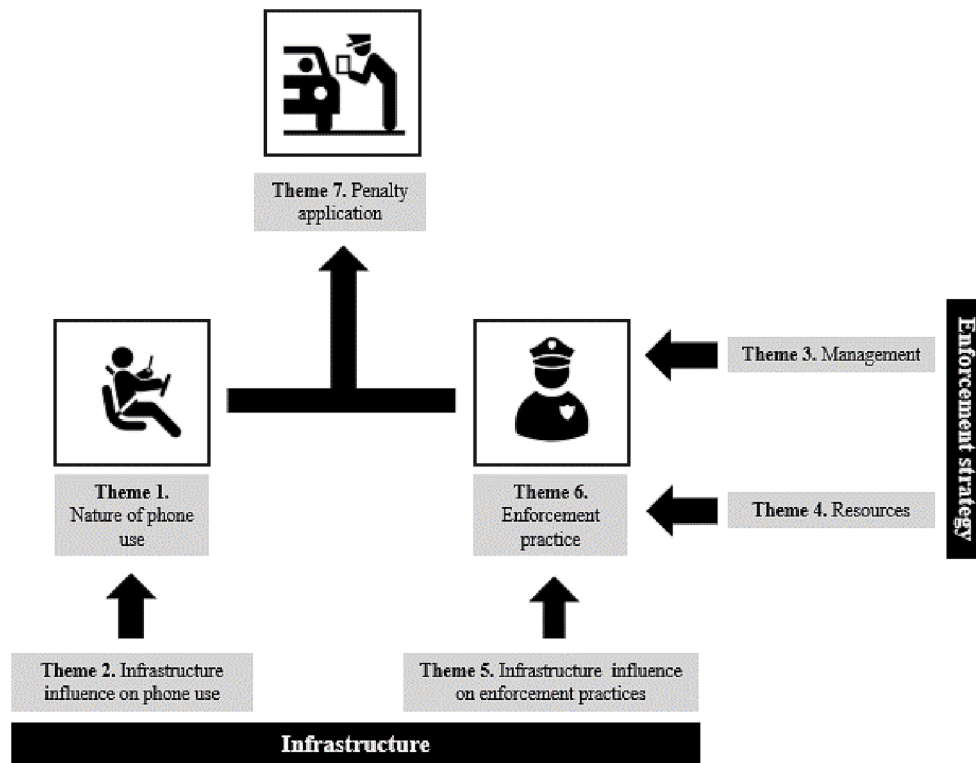 Theme 7. Penalty
application
Theme 1.
Nature of phone
use
Theme 6.
Enforcement
practice
Theme 3. Management
Theme 4. Resources
Enforcement strategy
Theme 2. Infrastructure
influence on phone use
Theme 5. Infrastructure influence
on enforcement practices
Infrastructure